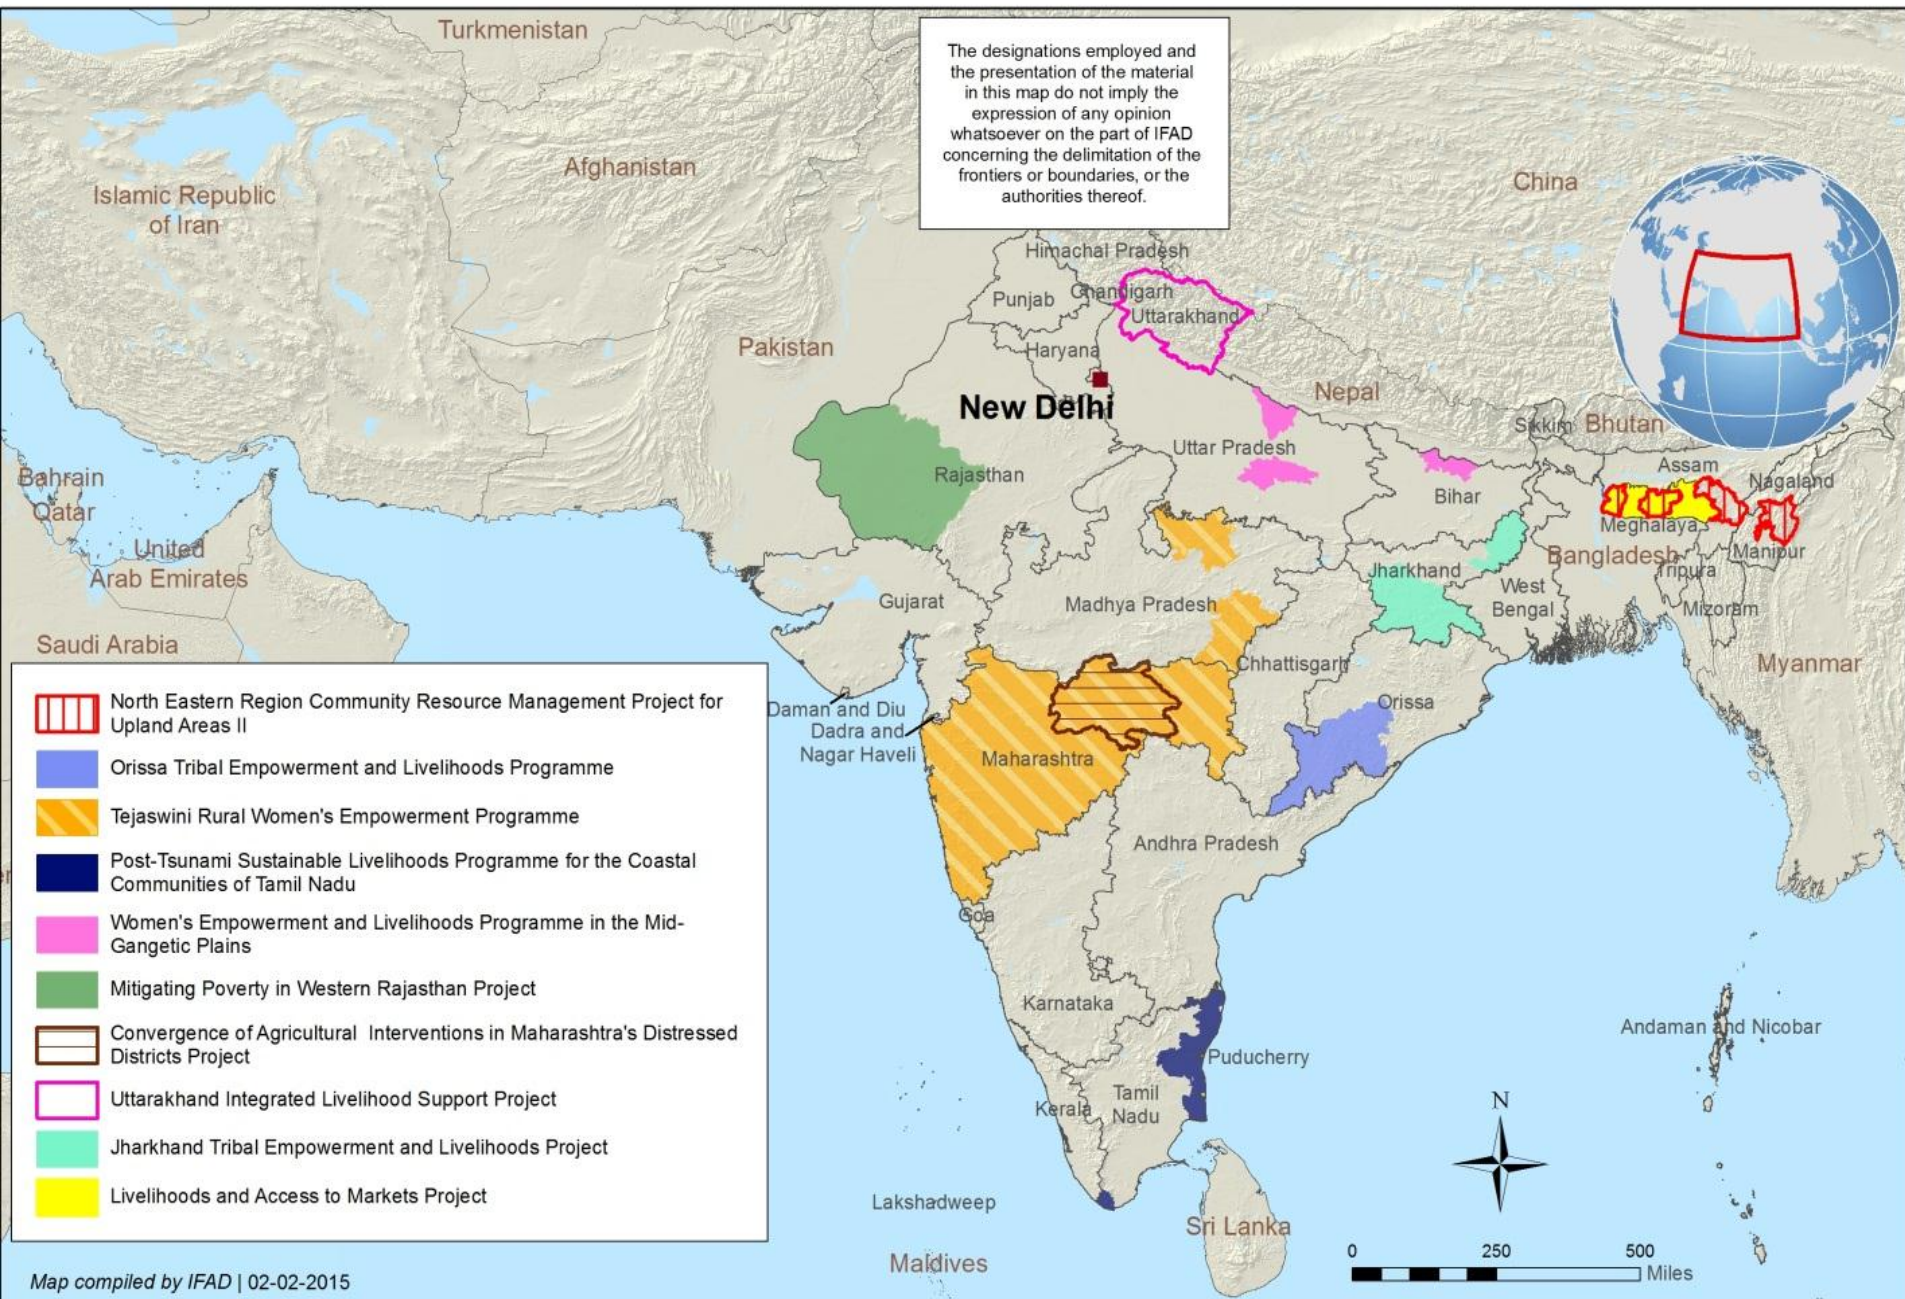 Turkmenistan
The designations employed and
the presentation of the material
in this map do not imply the
expression of any opinion
whatsoever on the part of IFAD
concerning the delimitation of the
frontiers or boundaries, or the
authorities thereof.
Afghanistan
China
Islamic Republic
of Iran
Himachal Pradesh
Chandigarh
Punjab
Uttarakhand
Pakistan
Haryana
Nepal
New Delhi
Sikkim
Bhutan
Uttar Pradesh
Assam
Rajasthan
Nagaland
Bahrain
Qatar
Bihar
Meghalaya
United
Arab Emirates
Bangladesh
Manipur
Jharkhand
Tripura
West
Bengal
Gujarat
Madhya Pradesh
Mizoram
Saudi Arabia
Chhattisgarh
Myanmar
Orissa
Daman and Diu
Dadra and
Nagar Haveli
Maharashtra
Andhra Pradesh
Goa
Karnataka
Andaman and Nicobar
Puducherry
Tamil
Nadu
Kerala
Lakshadweep
Sri Lanka
Maldives
North Eastern Region Community Resource Management Project for
Upland Areas II
Orissa Tribal Empowerment and Livelihoods Programme
Tejaswini Rural Women's Empowerment Programme
Post-Tsunami Sustainable Livelihoods Programme for the Coastal
Communities of Tamil Nadu
Women's Empowerment and Livelihoods Programme in the Mid-
Gangetic Plains
Mitigating Poverty in Western Rajasthan Project
Convergence of Agricultural Interventions in Maharashtra's Distressed
Districts Project
Uttarakhand Integrated Livelihood Support Project
Jharkhand Tribal Empowerment and Livelihoods Project
Livelihoods and Access to Markets Project
N
0 250 500
Miles
Map compiled by IFAD | 02-02-2015